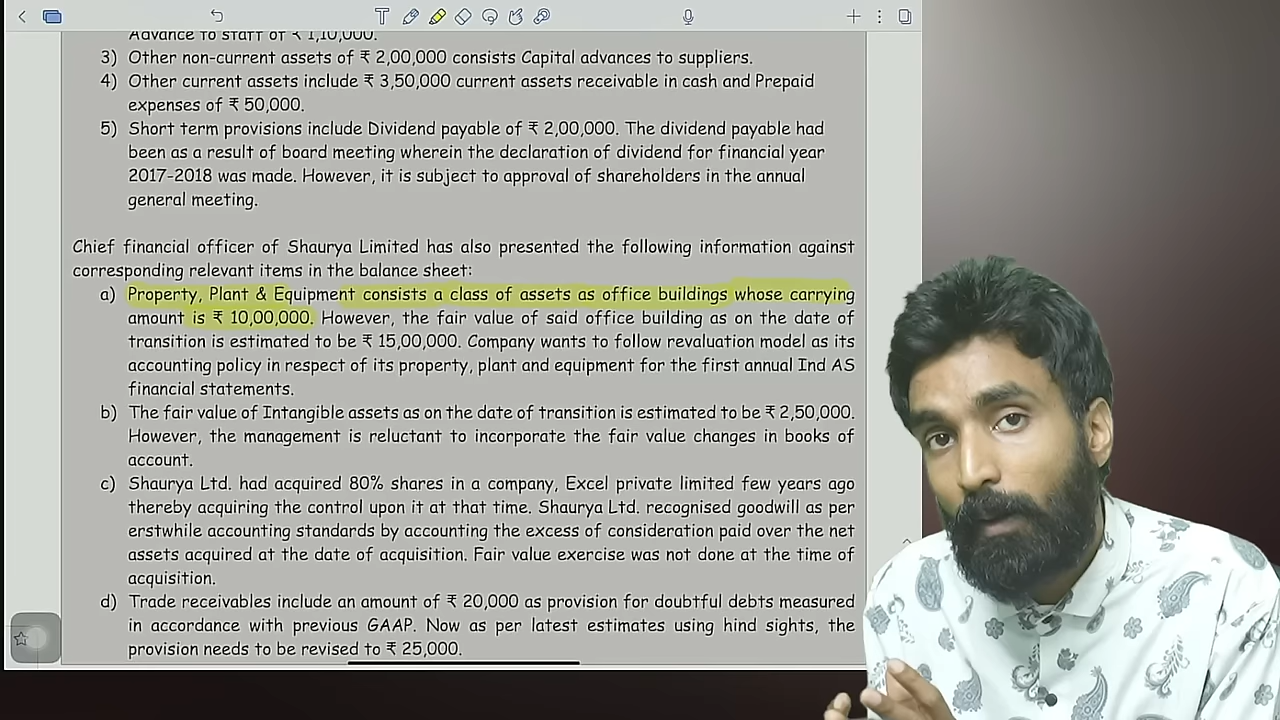 Advance to staff of ₹ 1,10,000.
3) Other non-current assets of ₹ 2,00,000 consists Capital advances to suppliers.
4) Other current assets include ₹ 3,50,000 current assets receivable in cash and Prepaid
expenses of ₹ 50,000.
5) Short term provisions include Dividend payable of ₹ 2,00,000. The dividend payable had
been as a result of board meeting wherein the declaration of dividend for financial year
2017-2018 was made. However, it is subject to approval of shareholders in the annual
general meeting.
Chief financial officer of Shaurya Limited has also presented the following information against
corresponding relevant items in the balance sheet:
a) Property, Plant & Equipment consists a class of assets as office buildings whose carrying
amount is ₹ 10,00,000. However, the fair value of said office building as on the date of
transition is estimated to be ₹ 15,00,000. Company wants to follow revaluation model as its
accounting policy in respect of its property, plant and equipment for the first annual Ind AS
financial statements.
b) The fair value of Intangible assets as on the date of transition is estimated to be ₹ 2,50,000.
However, the management is reluctant to incorporate the fair value changes in books of
account.
c) Shaurya Ltd. had acquired 80% shares in a company, Excel private limited few years ago
thereby acquiring the control upon it at that time. Shaurya Ltd. recognised goodwill as per
erstwhile accounting standards by accounting the excess of consideration paid over the net
assets acquired at the date of acquisition. Fair value exercise was not done at the time of
acquisition.
d) Trade receivables include an amount of ₹ 20,000 as provision for doubtful debts measured
in accordance with previous GAAP. Now as per latest estimates using hind sights, the
provision needs to be revised to ₹ 25,000.